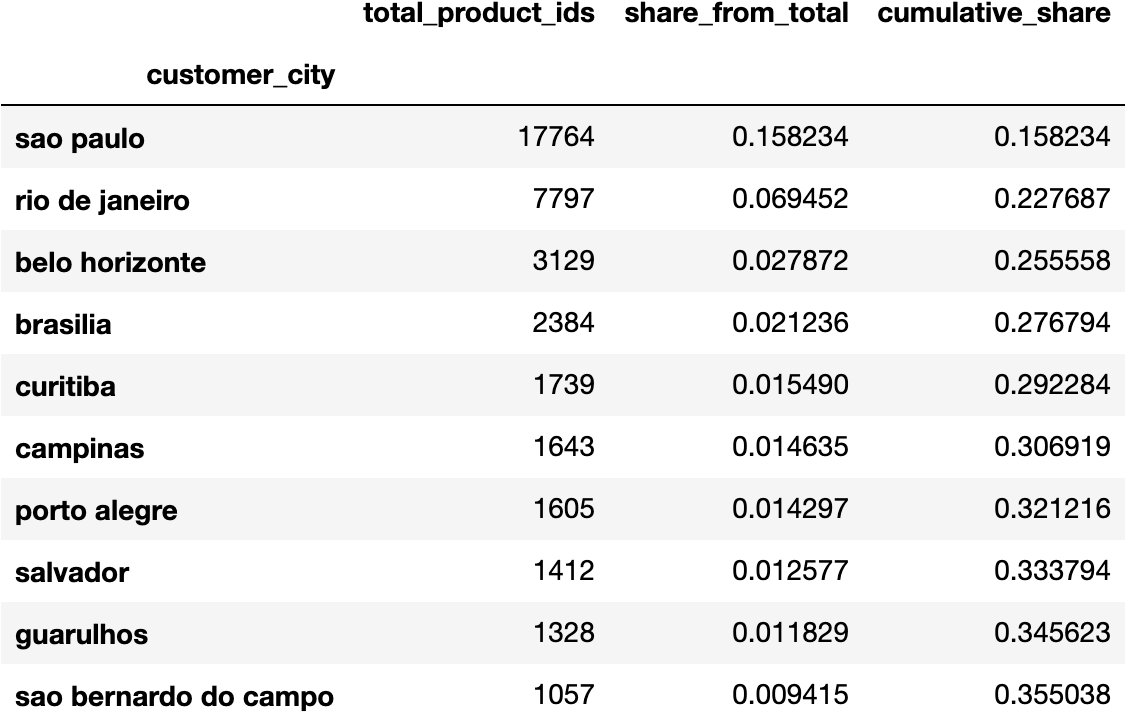 total_product_ids share_from_total cumulative_share
customer_city
sao paulo 17764 0.158234 0.158234
rio de janeiro 7797 0.069452 0.227687
belo horizonte 3129 0.027872 0.255558
brasilia 2384 0.021236 0.276794
curitiba 1739 0.015490 0.292284
campinas 1643 0.014635 0.306919
porto alegre 1605 0.014297 0.321216
salvador 1412 0.012577 0.333794
guarulhos 1328 0.011829 0.345623
sao bernardo do campo 1057 0.009415 0.355038